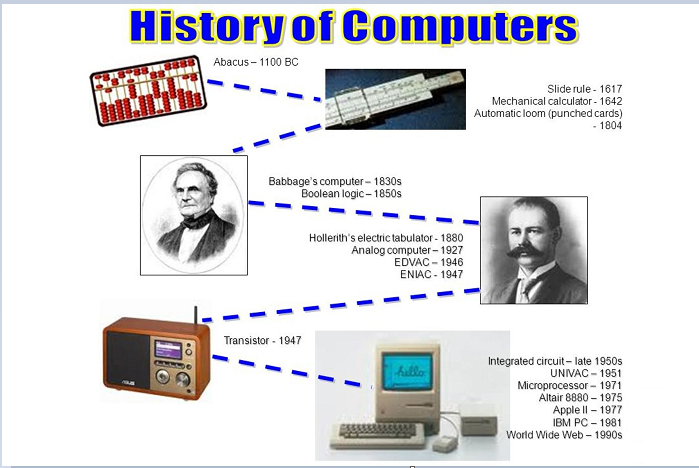 History of Computers
Abacus – 1100 BC
Slide rule - 1617
Mechanical calculator - 1642
Automatic loom (punched cards)
- 1804
Babbage's computer – 1830s
Boolean logic – 1850s
Hollerith's electric tabulator - 1880
Analog computer – 1927
EDVAC – 1946
ENIAC - 1947
Transistor - 1947
ASUS
hello
Integrated circuit – late 1950s
UNIVAC – 1951
Microprocessor – 1971
Altair 8880 – 1975
Apple II – 1977
IBM PC – 1981
World Wide Web – 1990s